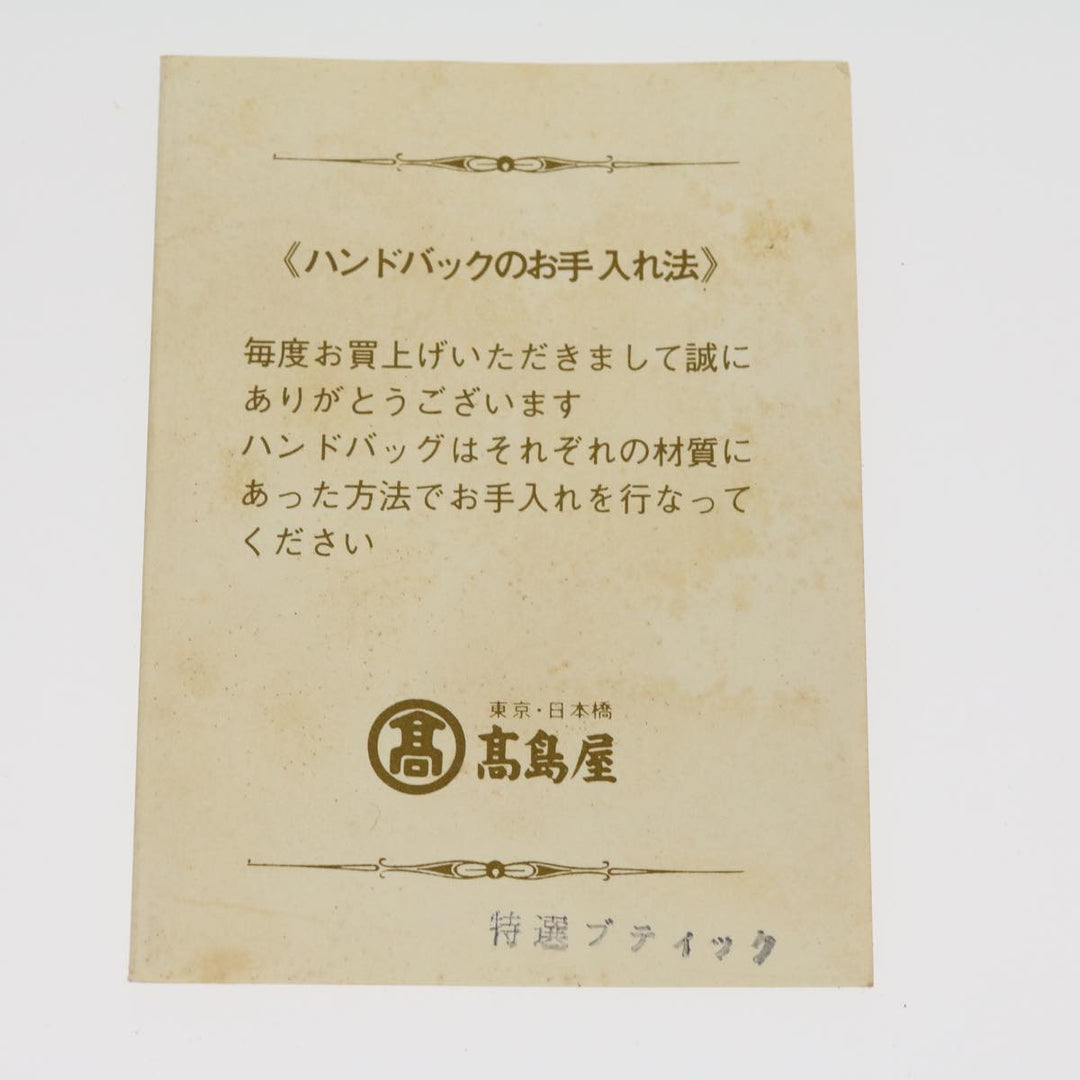 《ハンドバックのお手入れ法》
毎度お買上げいただきまして誠に
ありがとうございます
ハンドバッグはそれぞれの材質に
あった方法でお手入れを行なって
ください
東京・日本橋
髙
髙島屋
特選ブティック